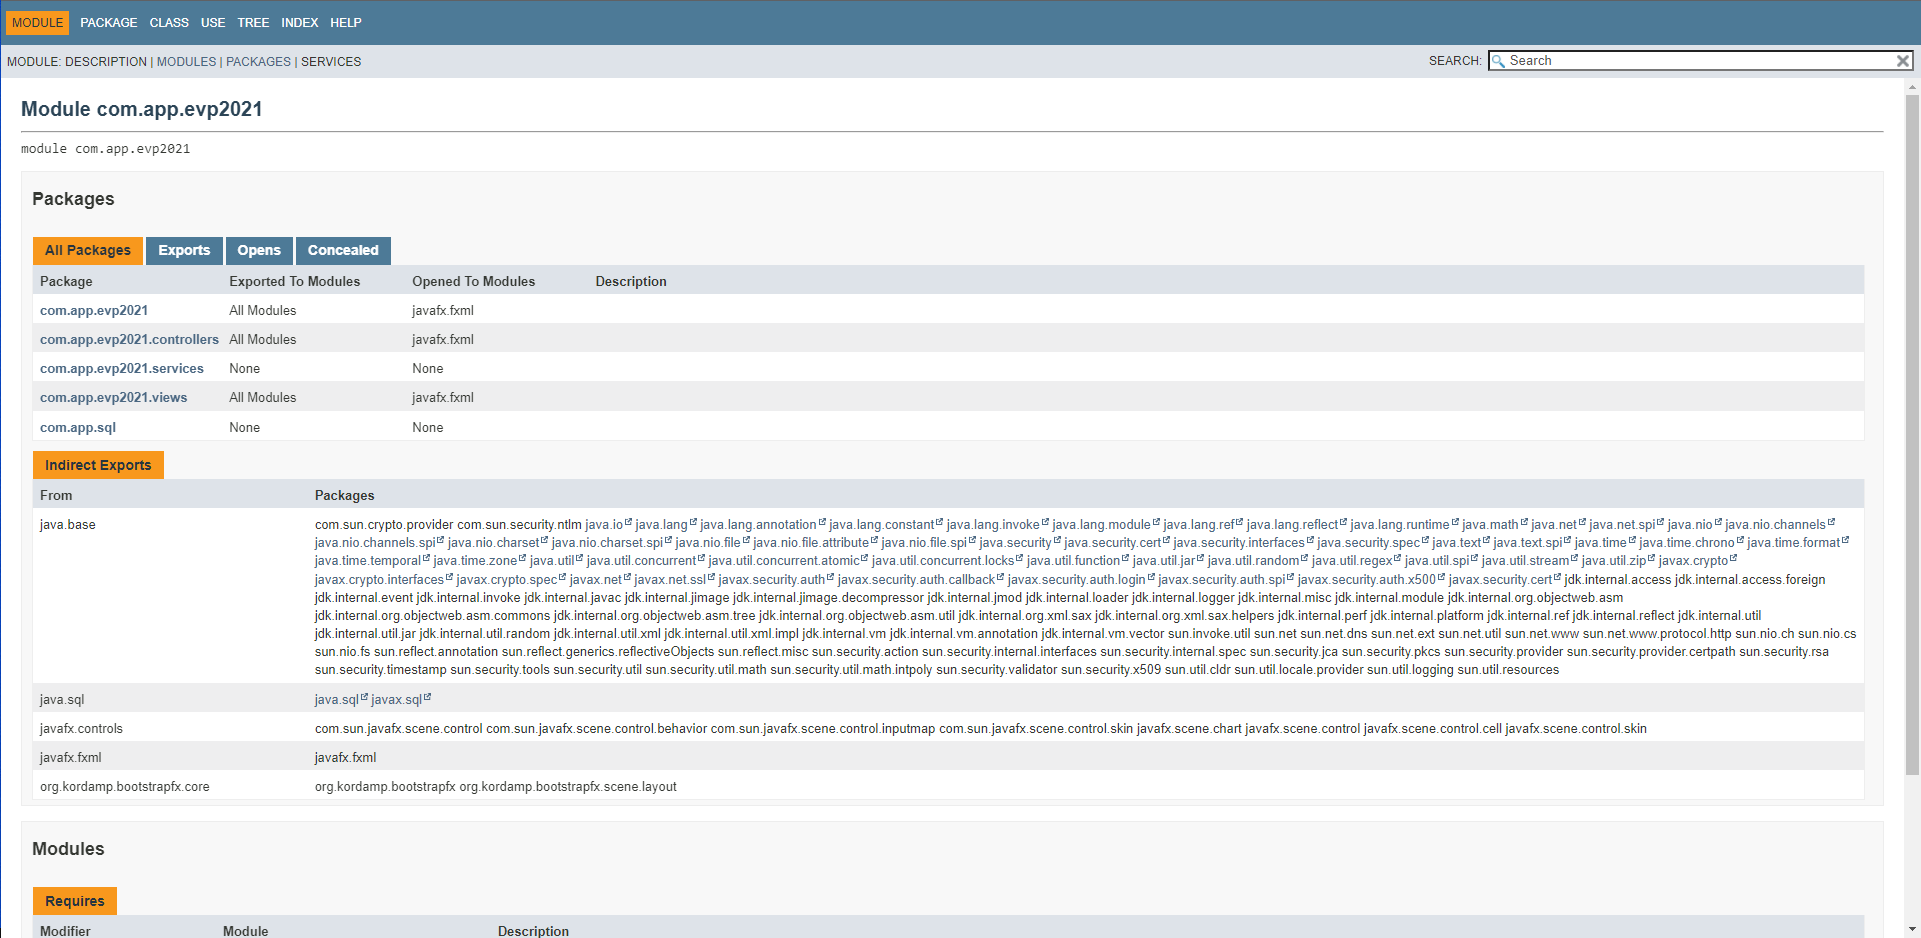 MODULE PACKAGE CLASS USE TREE INDEX HELP
MODULE: DESCRIPTION | MODULES | PACKAGES | SERVICES SEARCH: Search
Module com.app.evp2021
module com.app.evp2021
Packages
All Packages Exports Opens Concealed
Package Exported To Modules Opened To Modules Description
com.app.evp2021 All Modules javafx.fxml
com.app.evp2021.controllers All Modules javafx.fxml
com.app.evp2021.services None None
com.app.evp2021.views All Modules javafx.fxml
com.app.sql None None
Indirect Exports
From Packages
java.base com.sun.crypto.provider com.sun.security.ntlm java.io java.lang java.lang.annotation java.lang.constant java.lang.invoke java.lang.module java.lang.ref java.lang.reflect java.lang.runtime java.math java.net java.net.spi java.nio java.nio.channels
java.nio.channels.spi java.nio.charset java.nio.charset.spi java.nio.file java.nio.file.attribute java.nio.file.spi java.security java.security.cert java.security.interfaces java.security.spec java.text java.text.spi java.time java.time.chrono java.time.format
java.time.temporal java.time.zone java.util java.util.concurrent java.util.concurrent.atomic java.util.concurrent.locks java.util.function java.util.jar java.util.random java.util.regex java.util.spi java.util.stream java.util.zip javax.crypto
javax.crypto.interfaces javax.crypto.spec javax.net javax.net.ssl javax.security.auth javax.security.auth.callback javax.security.auth.login javax.security.auth.spi javax.security.auth.x500 javax.security.cert jdk.internal.access jdk.internal.access.foreign
jdk.internal.event jdk.internal.invoke jdk.internal.javac jdk.internal.jimage jdk.internal.jimage.decompressor jdk.internal.jmod jdk.internal.loader jdk.internal.logger jdk.internal.misc jdk.internal.module jdk.internal.org.objectweb.asm
jdk.internal.org.objectweb.asm.commons jdk.internal.org.objectweb.asm.tree jdk.internal.org.objectweb.asm.util jdk.internal.org.xml.sax jdk.internal.org.xml.sax.helpers jdk.internal.perf jdk.internal.platform jdk.internal.ref jdk.internal.reflect jdk.internal.util
jdk.internal.util.jar jdk.internal.util.random jdk.internal.util.xml jdk.internal.util.xml.impl jdk.internal.vm jdk.internal.vm.annotation jdk.internal.vm.vector sun.invoke.util sun.net sun.net.dns sun.net.ext sun.net.util sun.net.www sun.net.www.protocol.http sun.nio.ch sun.nio.cs
sun.nio.fs sun.reflect.annotation sun.reflect.generics.reflectiveObjects sun.reflect.misc sun.security.action sun.security.internal.interfaces sun.security.internal.spec sun.security.jca sun.security.pkcs sun.security.provider sun.security.provider.certpath sun.security.rsa
sun.security.timestamp sun.security.tools sun.security.util sun.security.util.math sun.security.util.math.intpoly sun.security.validator sun.security.x509 sun.util.cldr sun.util.locale.provider sun.util.logging sun.util.resources
java.sql java.sql javax.sql
javafx.controls com.sun.javafx.scene.control com.sun.javafx.scene.control.behavior com.sun.javafx.scene.control.inputmap com.sun.javafx.scene.control.skin javafx.scene.chart javafx.scene.control javafx.scene.control.cell javafx.scene.control.skin
javafx.fxml javafx.fxml
org.kordamp.bootstrapfx.core org.kordamp.bootstrapfx org.kordamp.bootstrapfx.scene.layout
Modules
Requires
Modifier Module Description